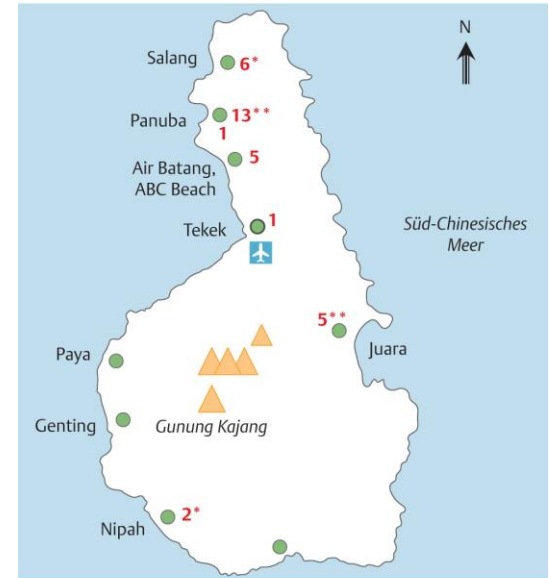 N
Salang
6*
Panuba
13**
1
Air Batang,
ABC Beach
5
Tekek
1
Süd-Chinesisches
Meer
5**
Juara
Paya
Genting
Gunung Kajang
Nipah
2*